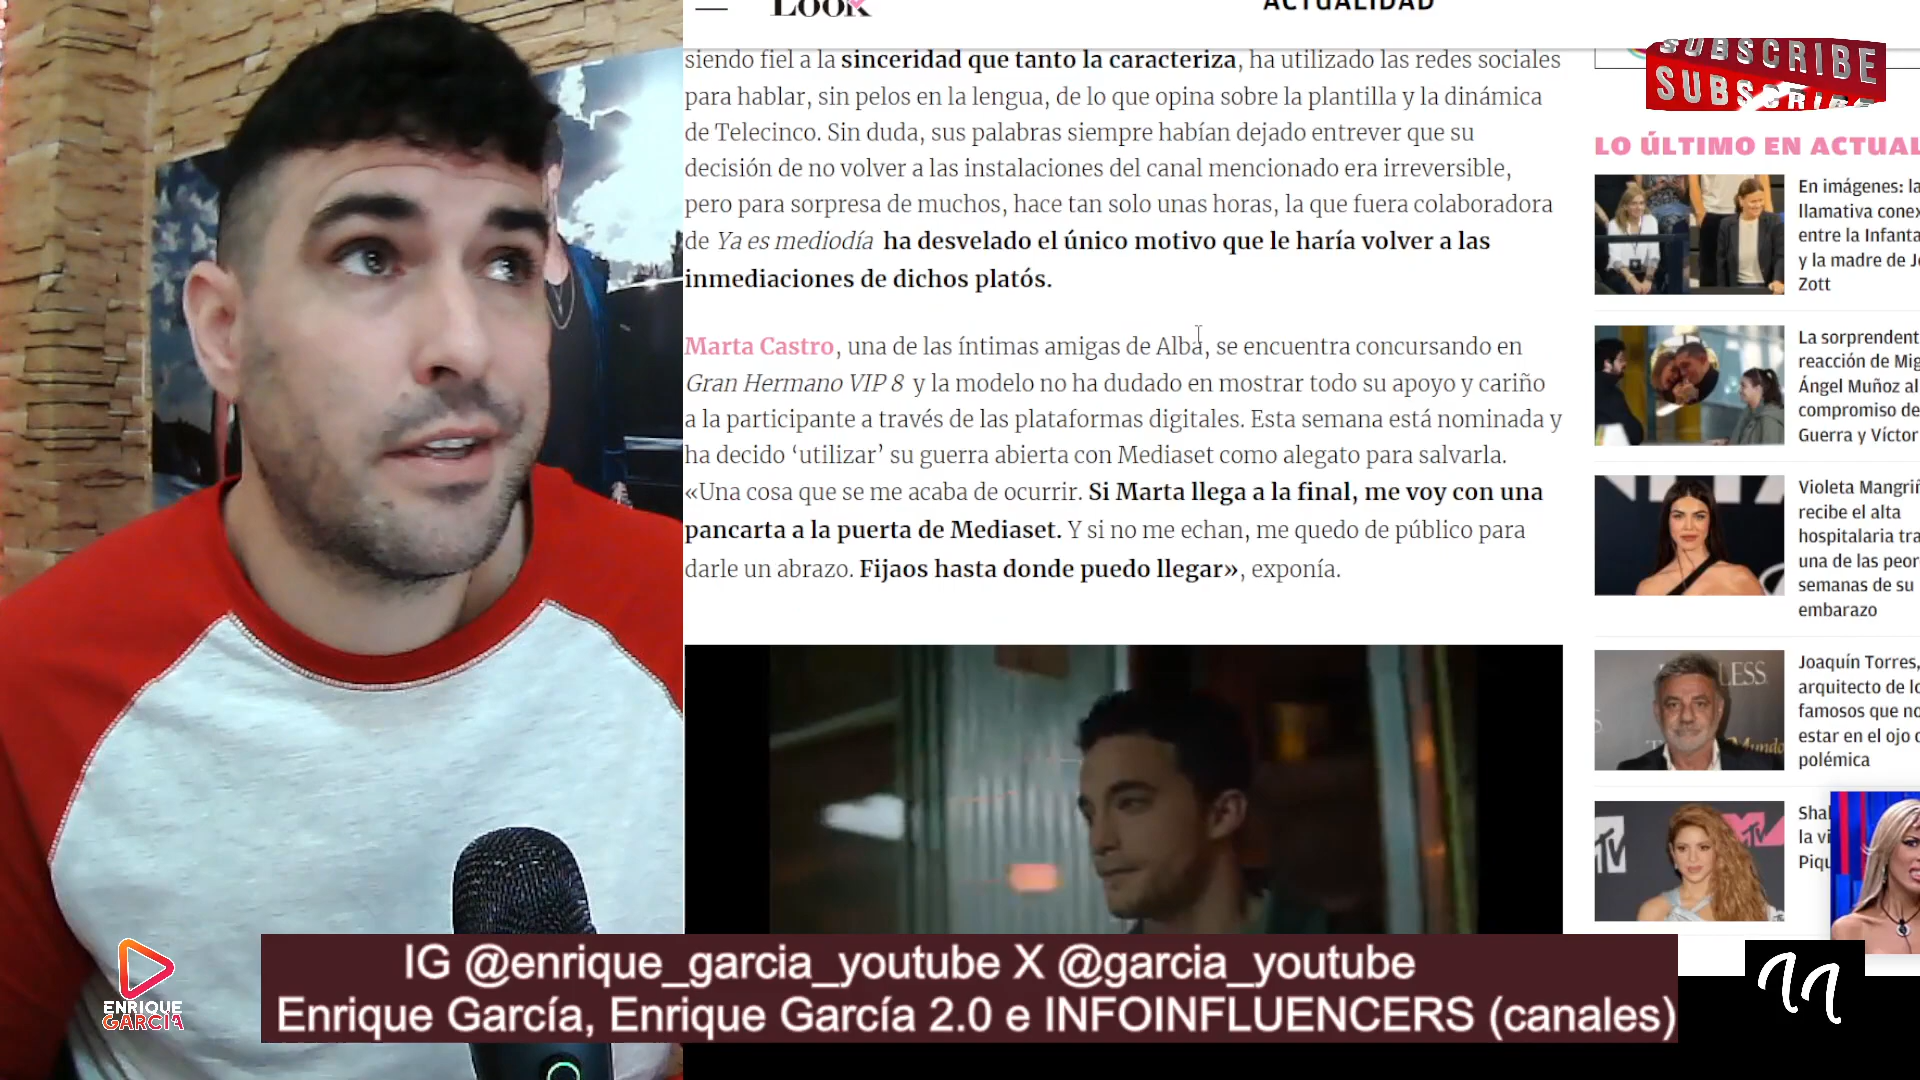 Look
ACTUALIDAD
siendo fiel a la sinceridad que tanto la caracteriza, ha utilizado las redes sociales
para hablar, sin pelos en la lengua, de lo que opina sobre la plantilla y la dinámica
de Telecinco. Sin duda, sus palabras siempre habían dejado entrever que su
decisión de no volver a las instalaciones del canal mencionado era irreversible,
pero para sorpresa de muchos, hace tan solo unas horas, la que fuera colaboradora
de Ya es mediodía ha desvelado el único motivo que le haría volver a las
inmediaciones de dichos platós.
Marta Castro, una de las íntimas amigas de Alba, se encuentra concursando en
Gran Hermano VIP 8 y la modelo no ha dudado en mostrar todo su apoyo y cariño
a la participante a través de las plataformas digitales. Esta semana está nominada y
ha decido ‘utilizar’ su guerra abierta con Mediaset como alegato para salvarla.
«Una cosa que se me acaba de ocurrir. Si Marta llega a la final, me voy con una
pancarta a la puerta de Mediaset. Y si no me echan, me quedo de público para
darle un abrazo. Fijaos hasta donde puedo llegar», exponía.
SUBSCRIBE
SUBSCRIBE
LO ÚLTIMO EN ACTUAL
En imágenes: la
llamativa cone
entre la Infanta
y la madre de J
Zott
La sorprendent
reacción de Mig
Ángel Muñoz al
compromiso de
Guerra y Víctor
Violeta Mangriñ
recibe el alta
hospitalaria tra
una de las peor
semanas de su
embarazo
Joaquín Torres,
arquitecto de lo
famosos que no
estar en el ojo d
polémica
Sha
la vi
Piqu
ENRIQUE
GARCIA
IG @enrique_garcia_youtube X @garcia_youtube
Enrique García, Enrique García 2.0 e INFOINFLUENCERS (canales)